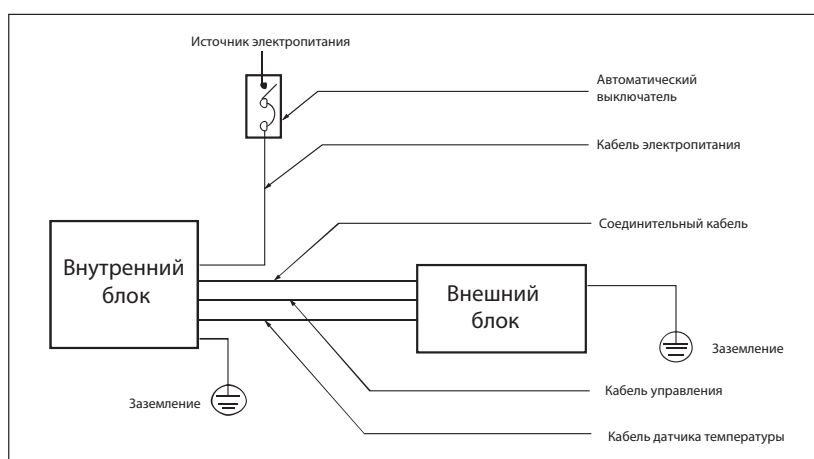 Источник электропитания
Автоматический
выключатель
Кабель электропитания
Соединительный кабель
Внутренний
блок
Внешний
блок
Заземление
Заземление
Кабель управления
Кабель датчика температуры